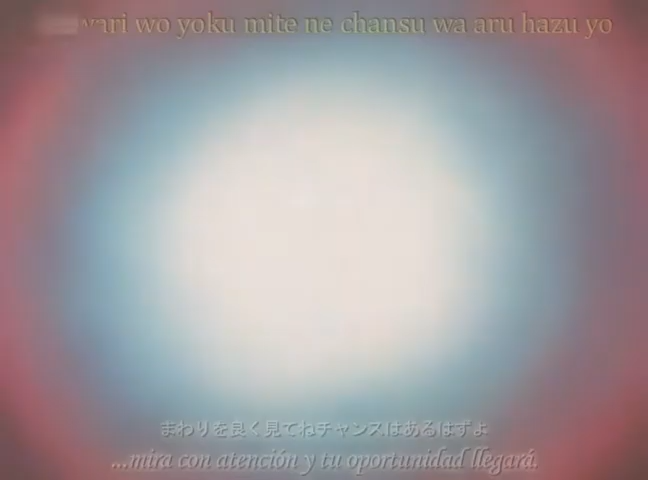 wo yoku mite ne chansu wa aru hazu yo
まわりを良く見てねチャンスはあるはずよ
...mira con atención y tu oportunidad llegará.